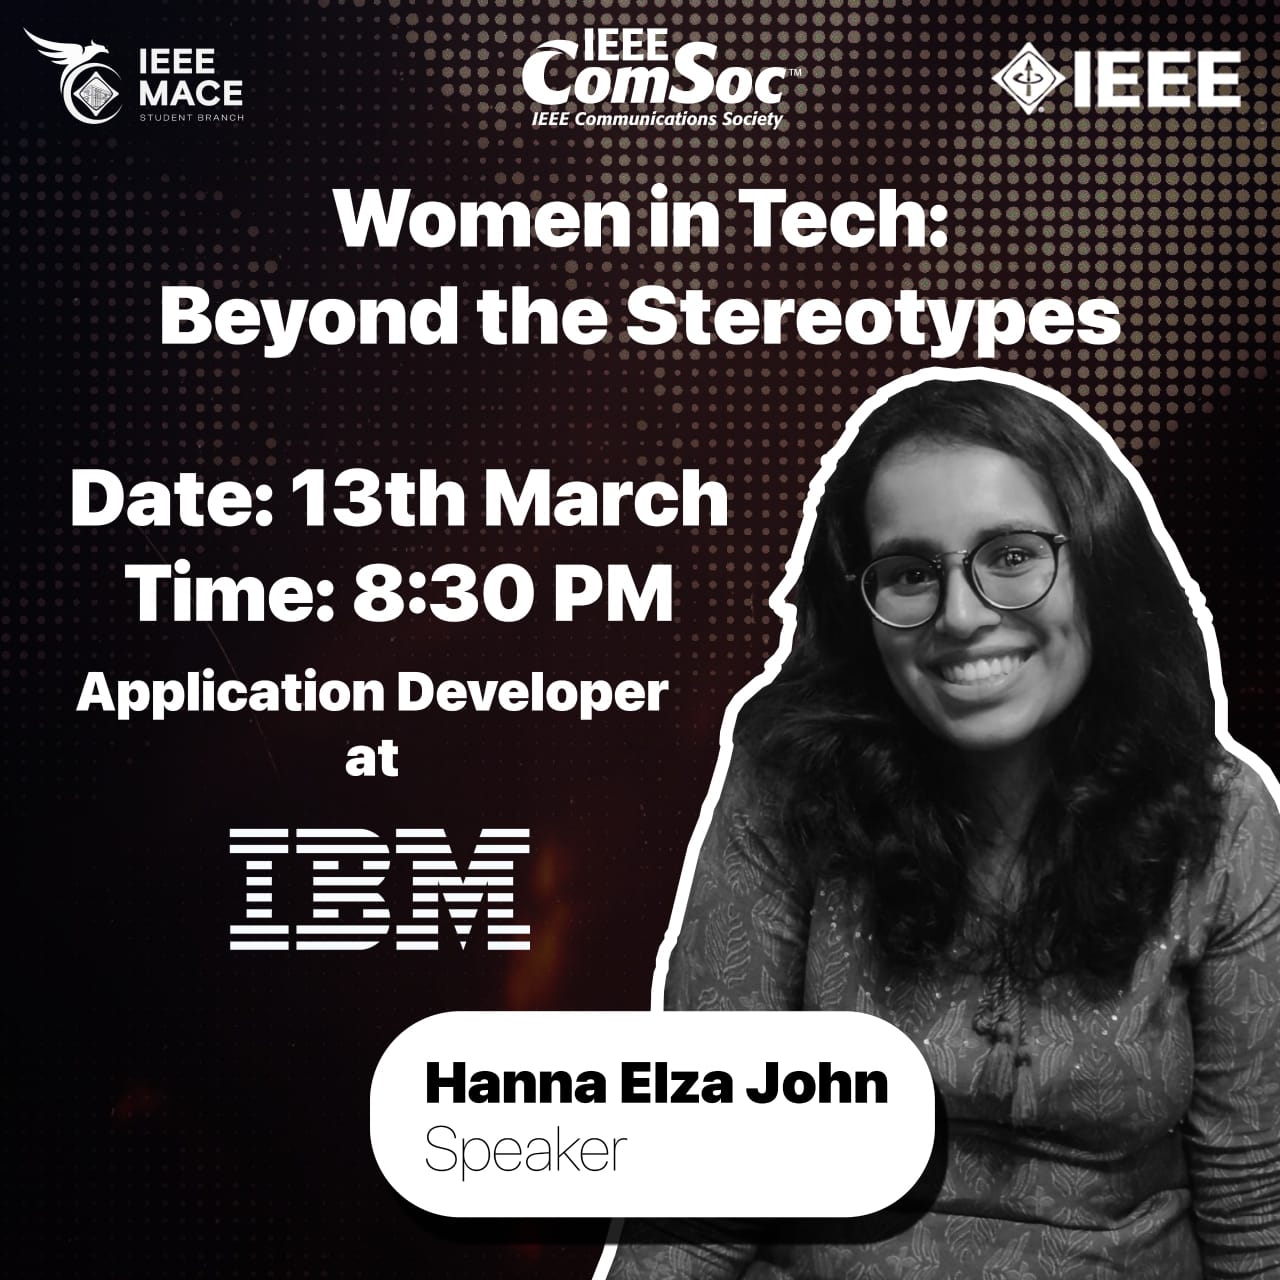 IEEE
MACE
STUDENT BRANCH
IEEE
ComSoc™
IEEE Communications Society
IEEE
Women in Tech:
Beyond the Stereotypes
Date: 13th March
Time: 8:30 PM
Application Developer
at
IBM
Hanna Elza John
Speaker